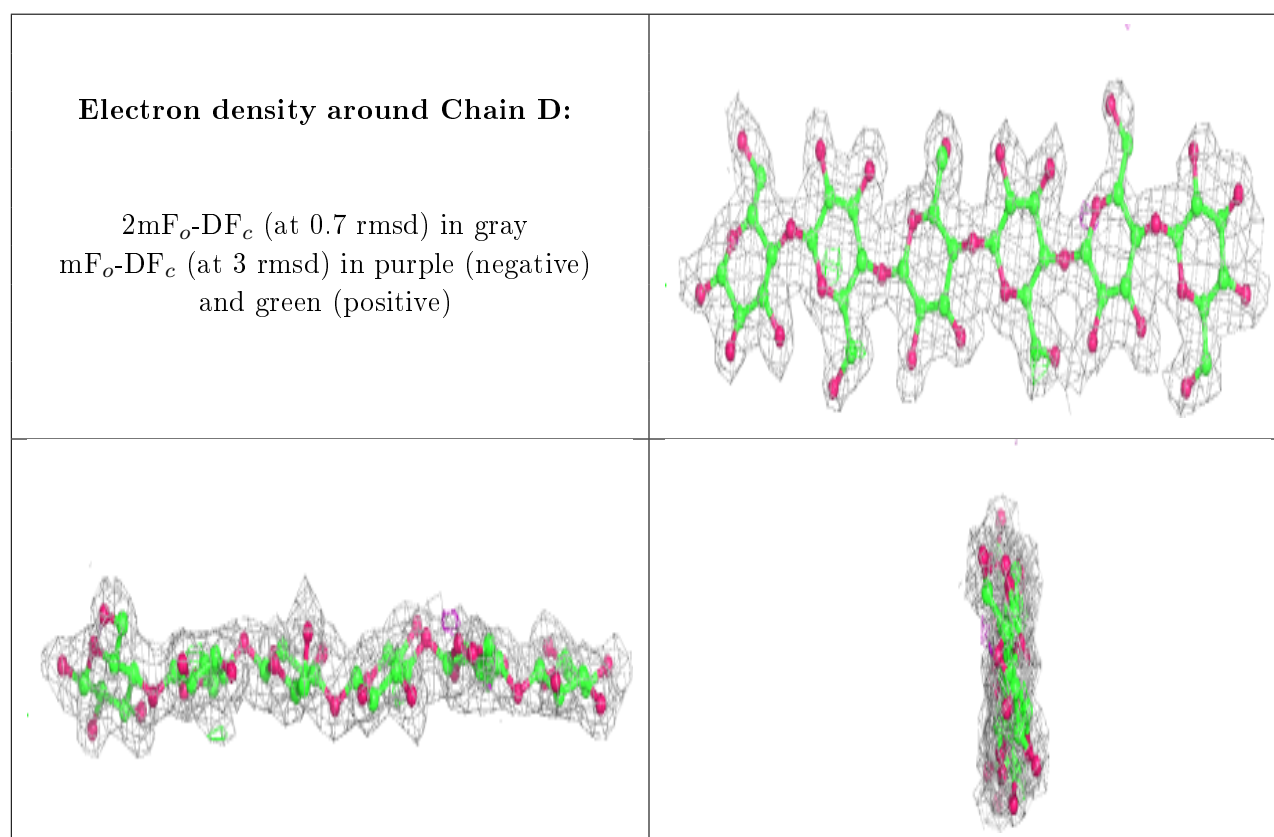 Electron density around Chain D:
2mF_o-DF_c (at 0.7 rmsd) in gray
mF_o-DF_c (at 3 rmsd) in purple (negative)
and green (positive)